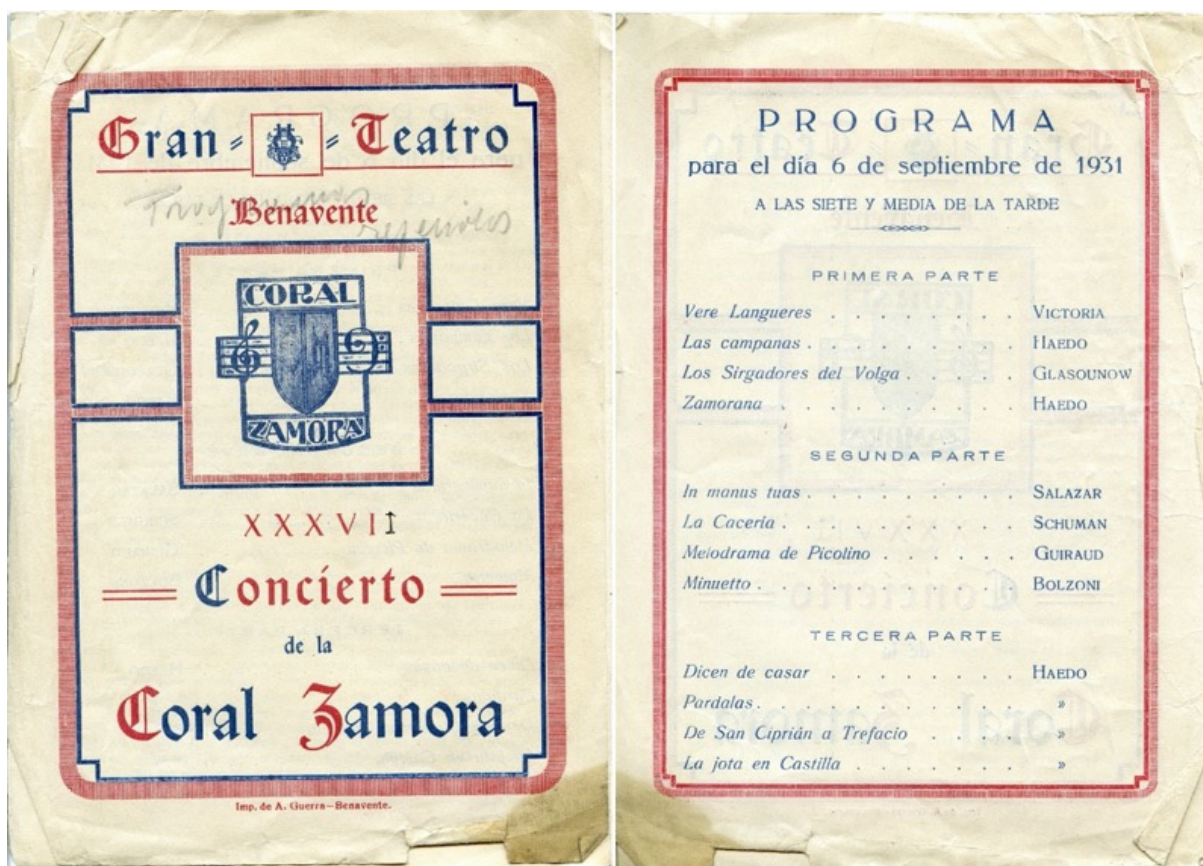 Gran Teatro
Benavente
Programas
repetidos
CORAL
ZAMORA
XXXVII
Concierto
de la
Coral Zamora
Imp. de A. Guerra—Benavente.
PROGRAMA
para el día 6 de septiembre de 1931
A LAS SIETE Y MEDIA DE LA TARDE
PRIMERA PARTE
Vere Langueres . . . . . . . . VICTORIA
Las campanas . . . . . . . . . HAEDO
Los Sirgadores del Volga . . . . . GLASOUNOW
Zamorana . . . . . . . . . . HAEDO
SEGUNDA PARTE
In manus tuas . . . . . . . . . SALAZAR
La Cacería . . . . . . . . . . SCHUMAN
Melodrama de Picolino . . . . . . GUIRAUD
Minuetto . . . . . . . . . . . BOLZONI
TERCERA PARTE
Dicen de casar . . . . . . . . HAEDO
Pardalas . . . . . . . . . . . »
De San Ciprián a Trefacio . . . . . »
La jota en Castilla . . . . . . . »